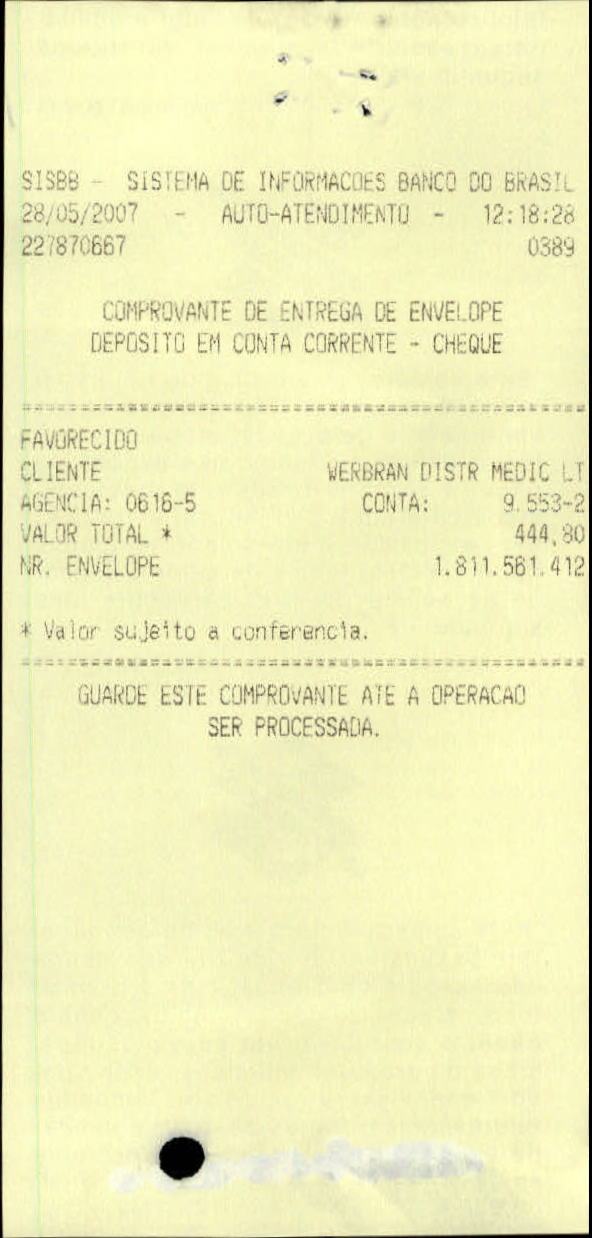 SISBB - SISTEMA DE INFORMACOES BANCO DO BRASIL
28/05/2007 - AUTO-ATENDIMENTO - 12:18:28
227870667 0389
COMPROVANTE DE ENTREGA DE ENVELOPE
DEPOSITO EM CONTA CORRENTE - CHEQUE
FAVORECIDO
CLIENTE WERBRAN DISTR MEDIC LT
AGENCIA: 0616-5 CONTA: 9.553-2
VALOR TOTAL * 444,80
NR. ENVELOPE 1.811.561.412
* Valor sujeito a conferencia.
GUARDE ESTE COMPROVANTE ATE A OPERACAO
SER PROCESSADA.